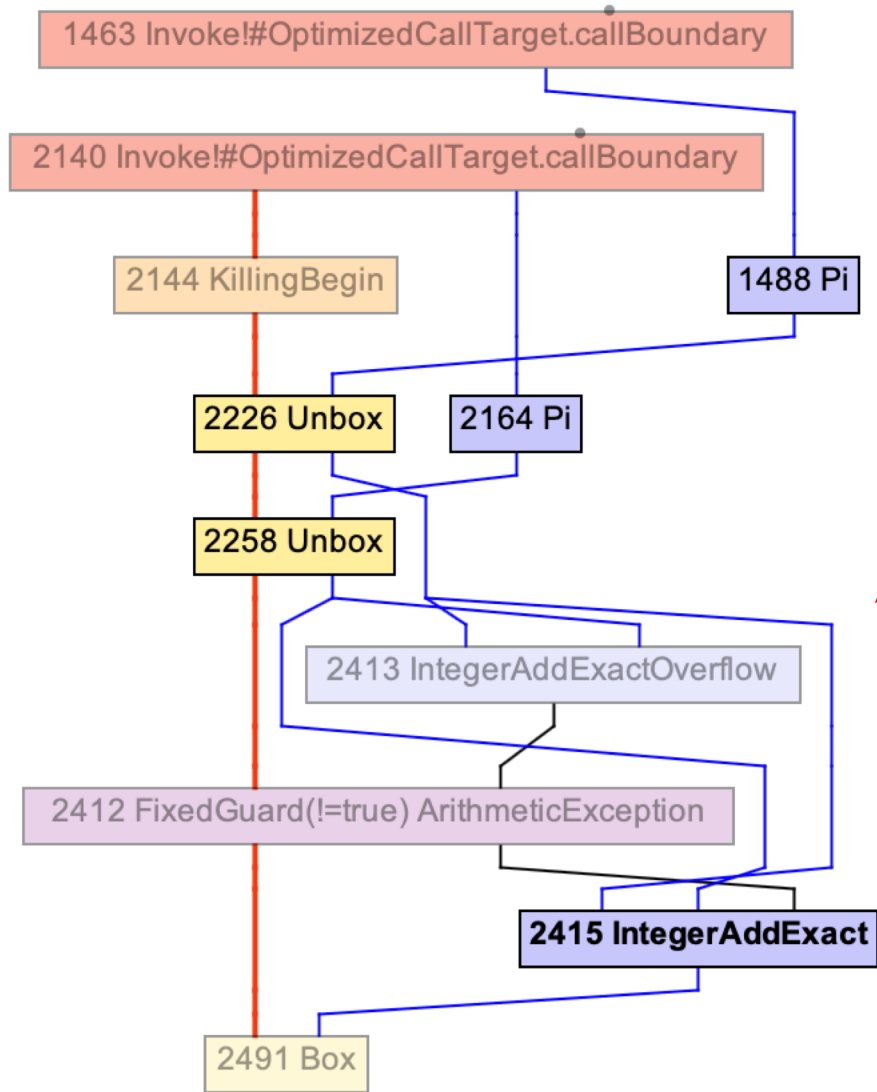 1463 Invoke!#OptimizedCallTarget.callBoundary
2140 Invoke!#OptimizedCallTarget.callBoundary
2144 KillingBegin
1488 Pi
2226 Unbox
2164 Pi
2258 Unbox
2413 IntegerAddExactOverflow
2412 FixedGuard(!=true) ArithmeticException
2415 IntegerAddExact
2491 Box